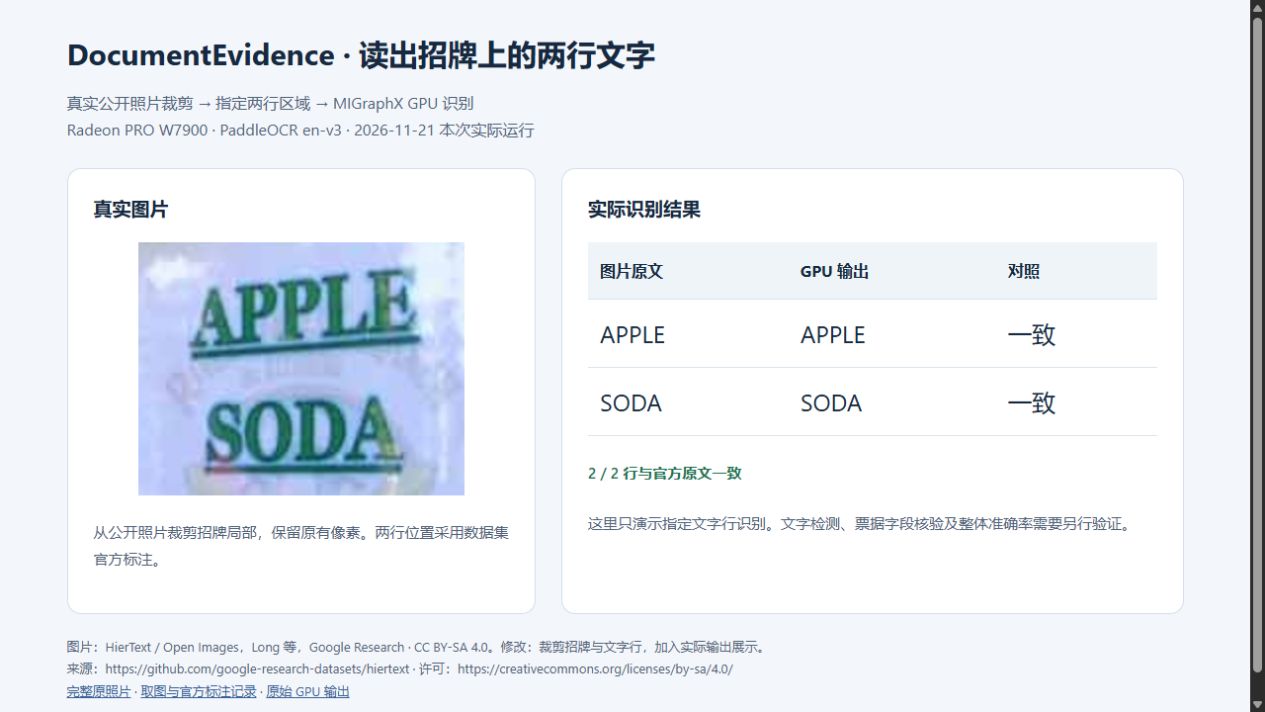 DocumentEvidence · 读出招牌上的两行文字
真实公开照片裁剪 → 指定两行区域 → MIGraphX GPU 识别
Radeon PRO W7900 · PaddleOCR en-v3 · 2026-11-21 本次实际运行
真实图片
APPLE
SODA
从公开照片裁剪招牌局部，保留原有像素。两行位置采用数据集
官方标注。
实际识别结果
图片原文 GPU 输出 对照
APPLE APPLE 一致
SODA SODA 一致
2 / 2 行与官方原文一致
这里只演示指定文字行识别。文字检测、票据字段核验及整体准确率需要另行验证。
图片：HierText / Open Images，Long 等，Google Research · CC BY-SA 4.0。修改：裁剪招牌与文字行，加入实际输出展示。
来源：https://github.com/google-research-datasets/hiertext · 许可：https://creativecommons.org/licenses/by-sa/4.0/
完整原照片 · 取图与官方标注记录 · 原始 GPU 输出